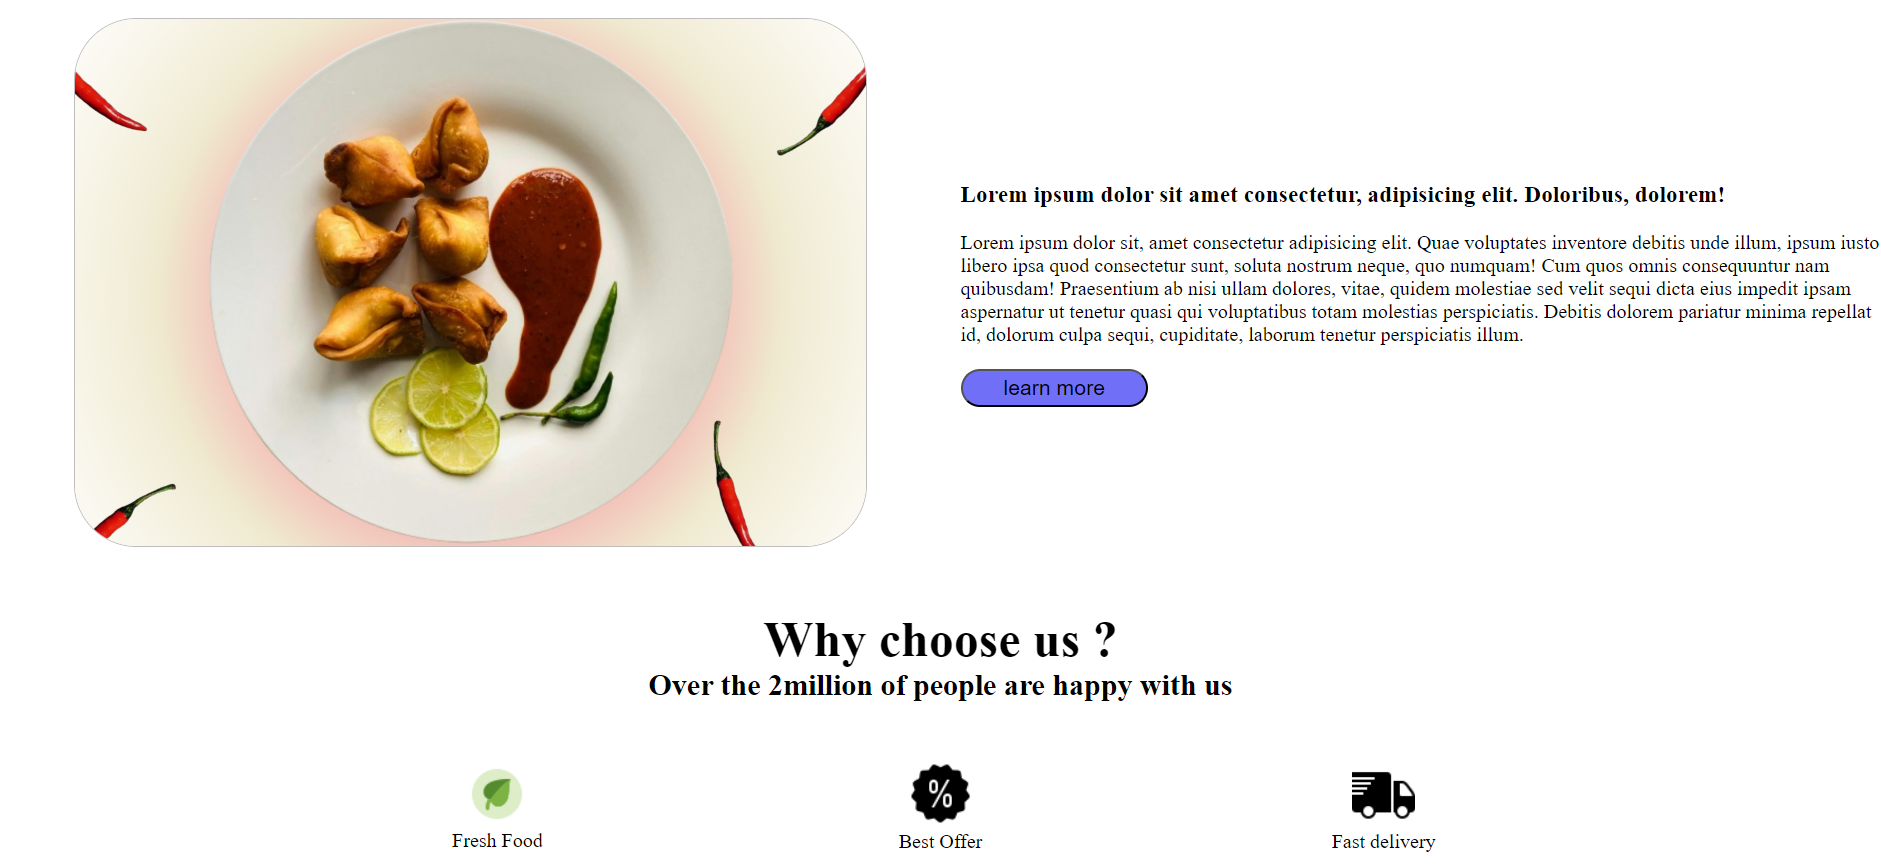 Lorem ipsum dolor sit amet consectetur, adipisicing elit. Doloribus, dolorem!
Lorem ipsum dolor sit, amet consectetur adipisicing elit. Quae voluptates inventore debitis unde illum, ipsum iusto
libero ipsa quod consectetur sunt, soluta nostrum neque, quo numquam! Cum quos omnis consequuntur nam
quibusdam! Praesentium ab nisi ullam dolores, vitae, quidem molestiae sed velit sequi dicta eius impedit ipsam
aspernatur ut tenetur quasi qui voluptatibus totam molestias perspiciatis. Debitis dolorem pariatur minima repellat
id, dolorum culpa sequi, cupiditate, laborum tenetur perspiciatis illum.
learn more
Why choose us ?
Over the 2million of people are happy with us
%
Fresh Food
Best Offer
Fast delivery